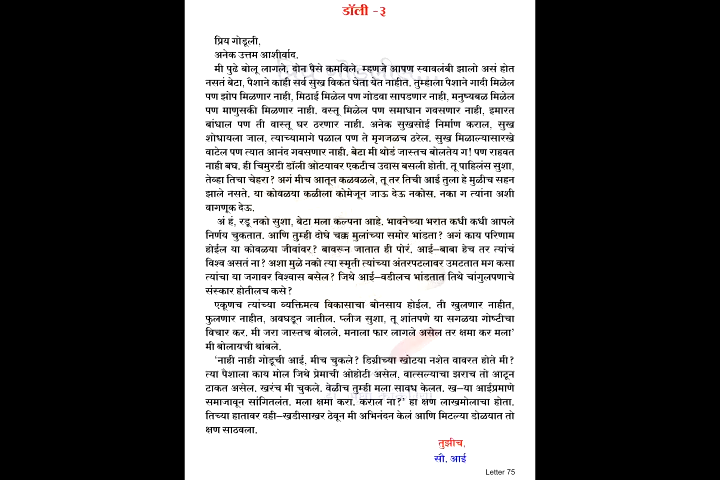 डॉली -३
प्रिय गोडुली,
अनेक उत्तम आशीर्वाद.
मी पुढे बोलू लागले. दोन पैसे कमविले, म्हणजे आपण स्वावलंबी झालो असं होत
नसतं बेटा, पैशाने काही सर्व सुख विकत घेता येत नाहीत. तुम्हाला पैशाने गादी मिळेल
पण झोप मिळणार नाही, मिठाई मिळेल पण गोडवा सापडणार नाही, मनुष्यबळ मिळेल
पण माणुसकी मिळणार नाही. वस्तू मिळेल पण समाधान गवसणार नाही, इमारत
बांधाल पण ती वास्तू घर ठरणार नाही. अनेक सुखसोई निर्माण कराल, सुख
शोधायला जाल. त्याच्यामागे पळाल पण ते मृगजळच ठरेल. सुख मिळाल्यासारखे
वाटेल पण त्यात आनंद गवसणार नाही. बेटा मी थोडं जास्तच बोलतेय ग! पण राहवत
नाही बघ. ही चिमुरडी डॉली ओटयावर एकटीच उदास बसली होती. तू पाहिलंस सुशा,
तेव्हा तिचा चेहरा? अगं मीच आतून कळवळले, तू तर तिची आई तुला हे मुळीच सहन
झाले नसते. या कोवळया कळीला कोमेजून जाऊ देऊ नकोस. नका ग त्यांना अशी
वागणूक देऊ.
अं हं, रडू नको सुशा, बेटा मला कल्पना आहे. भावनेच्या भरात कधी कधी आपले
निर्णय चुकतात. आणि तुम्ही दोघे चक्क मुलांच्या समोर भांडता? अगं काय परिणाम
होईल या कोवळया जीवांवर? बावरून जातात ही पोरं. आई–बाबा हेच तर त्यांचं
विश्व असतं ना? अशा मुळे नको त्या स्मृती त्यांच्या अंतरपटलावर उमटतात मग कसा
त्यांचा या जगावर विश्वास बसेल? जिथे आई–वडीलच भांडतात तिथे चांगुलपणाचे
संस्कार होतीलच कसे?
एकूणच त्यांच्या व्यक्तिमत्व विकासाचा बोनसाय होईल. ती खुलणार नाहीत,
फुलणार नाहीत, अवघडून जातील. प्लीज सुशा, तू शांतपणे या सगळया गोष्टीचा
विचार कर. मी जरा जास्तच बोलले. मनाला फार लागले असेल तर क्षमा कर मला'
मी बोलायची थांबले.
'नाही नाही गोडूची आई, मीच चुकले? डिग्रीच्या खोटया नशेत वावरत होते मी?
त्या पैशाला काय मोल जिथे प्रेमाची ओहोटी असेल, वात्सल्याचा झराच तो आटून
टाकत असेल. खरंच मी चुकले. वेळीच तुम्ही मला सावध केलत. ख–या आईप्रमाणे
समाजावून सांगितलंत. मला क्षमा करा. कराल ना?' हा क्षण लाखमोलाचा होता.
तिच्या हातावर दही–खडीसाखर ठेवून मी अभिनंदन केलं आणि मिटल्या डोळयात तो
क्षण साठवला.
तुझीच,
सौ. आई
Letter 75